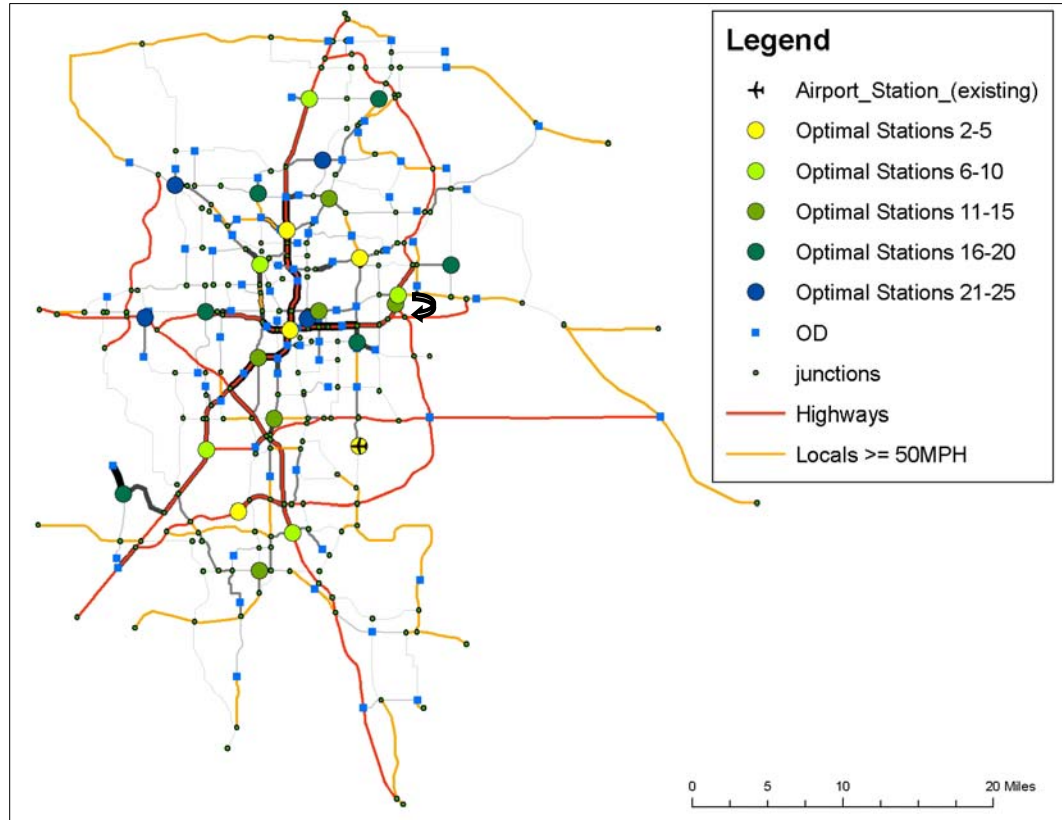 Legend
Airport_Station_(existing)
Optimal Stations 2-5
Optimal Stations 6-10
Optimal Stations 11-15
Optimal Stations 16-20
Optimal Stations 21-25
OD
junctions
Highways
Locals >= 50MPH
0 5 10 20 Miles